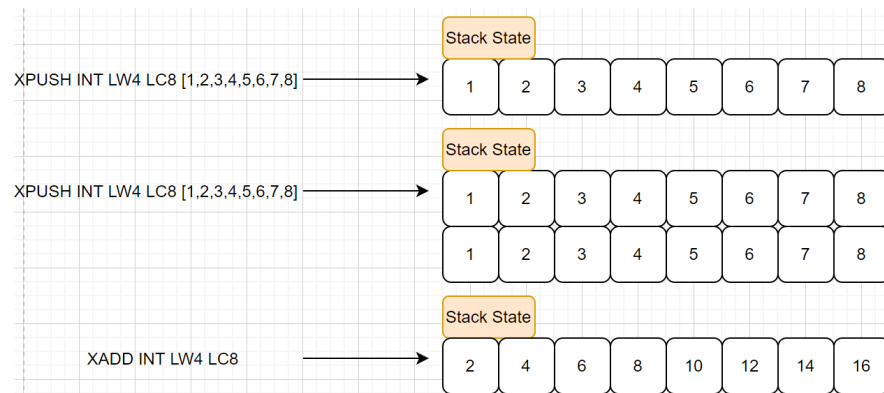 Stack State
XPUSH INT LW4 LC8 [1,2,3,4,5,6,7,8]
1 2 3 4 5 6 7 8
Stack State
XPUSH INT LW4 LC8 [1,2,3,4,5,6,7,8]
1 2 3 4 5 6 7 8
1 2 3 4 5 6 7 8
Stack State
XADD INT LW4 LC8
2 4 6 8 10 12 14 16